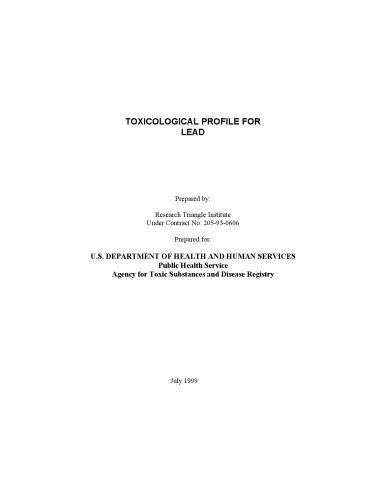 TOXICOLOGICAL PROFILE FOR
LEAD
Prepared by:
Research Triangle Institute
Under Contract No. 205-93-0606
Prepared for:
U.S. DEPARTMENT OF HEALTH AND HUMAN SERVICES
Public Health Service
Agency for Toxic Substances and Disease Registry
July 1999